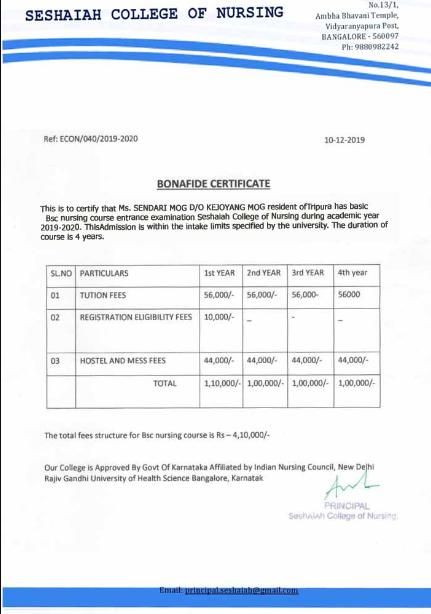 SESHAIAH COLLEGE OF NURSING
No.13/1,
Ambha Bhavani Temple,
Vidyaranyapura Post,
BANGALORE - 560097
Ph: 9880982242
Ref: ECON/040/2019-2020
10-12-2019
BONAFIDE CERTIFICATE
This is to certify that Ms. SENDARI MOG D/O KEJOYANG MOG resident ofTripura has basic
Bsc nursing course entrance examination Seshaiah College of Nursing during academic year
2019-2020. ThisAdmission is within the intake limits specified by the university. The duration of
course is 4 years.
SL.NO PARTICULARS 1st YEAR 2nd YEAR 3rd YEAR 4th year
01 TUTION FEES 56,000/- 56,000/- 56,000- 56000
02 REGISTRATION ELIGIBILITY FEES 10,000/- _ - _
03 HOSTEL AND MESS FEES 44,000/- 44,000/- 44,000/- 44,000/-
TOTAL 1,10,000/- 1,00,000/- 1,00,000/- 1,00,000/-
The total fees structure for Bsc nursing course is Rs – 4,10,000/-
Our College is Approved By Govt Of Karnataka Affiliated by Indian Nursing Council, New Delhi
Rajiv Gandhi University of Health Science Bangalore, Karnatak
PRINCIPAL
Seshaiah College of Nursing.
Email: principal.seshaiah@gmail.com